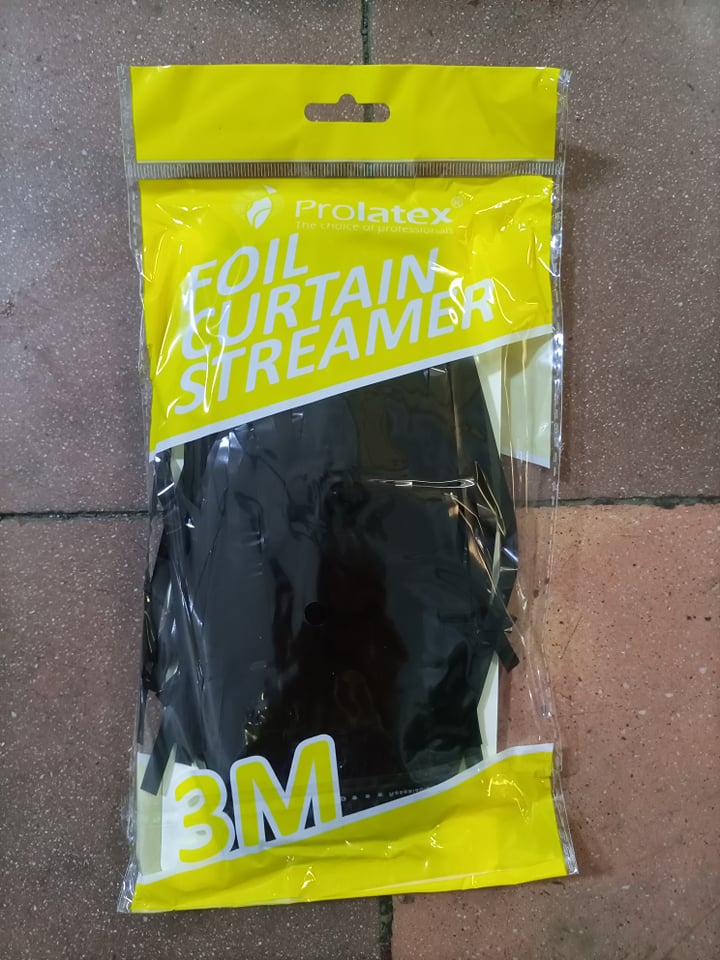 Prolatex®
The choice of professionals
FOIL
CURTAIN
STREAMER
3M